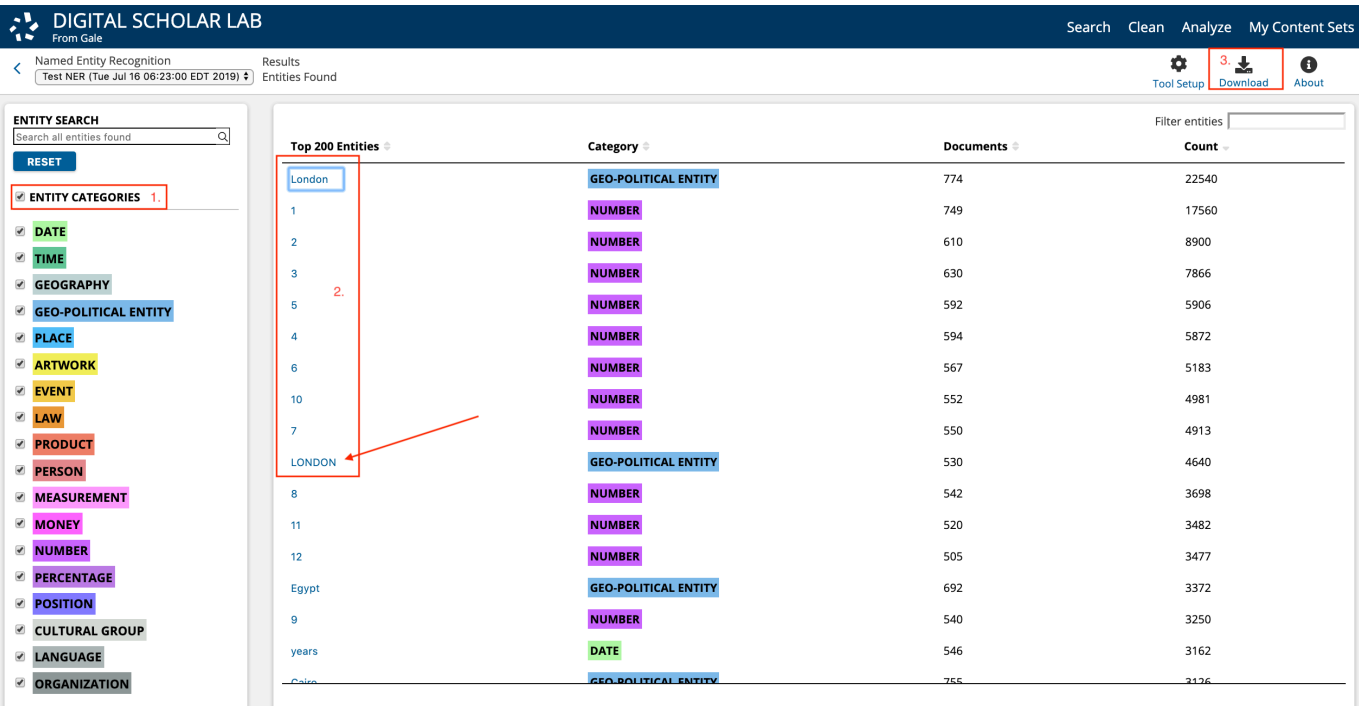 DIGITAL SCHOLAR LAB
From Gale
Search Clean Analyze My Content Sets
Named Entity Recognition
Test NER (Tue Jul 16 06:23:00 EDT 2019)
Results
Entities Found
Tool Setup
3.
Download
About
ENTITY SEARCH
Search all entities found
RESET
ENTITY CATEGORIES 1.
DATE
TIME
GEOGRAPHY
GEO-POLITICAL ENTITY
PLACE
ARTWORK
EVENT
LAW
PRODUCT
PERSON
MEASUREMENT
MONEY
NUMBER
PERCENTAGE
POSITION
CULTURAL GROUP
LANGUAGE
ORGANIZATION
Filter entities
Top 200 Entities Category Documents Count
London GEO-POLITICAL ENTITY 774 22540
1 NUMBER 749 17560
2 NUMBER 610 8900
3 NUMBER 630 7866
2.
5 NUMBER 592 5906
4 NUMBER 594 5872
6 NUMBER 567 5183
10 NUMBER 552 4981
7 NUMBER 550 4913
LONDON GEO-POLITICAL ENTITY 530 4640
8 NUMBER 542 3698
11 NUMBER 520 3482
12 NUMBER 505 3477
Egypt GEO-POLITICAL ENTITY 692 3372
9 NUMBER 540 3250
years DATE 546 3162
Cairo GEO-POLITICAL ENTITY 755 3126